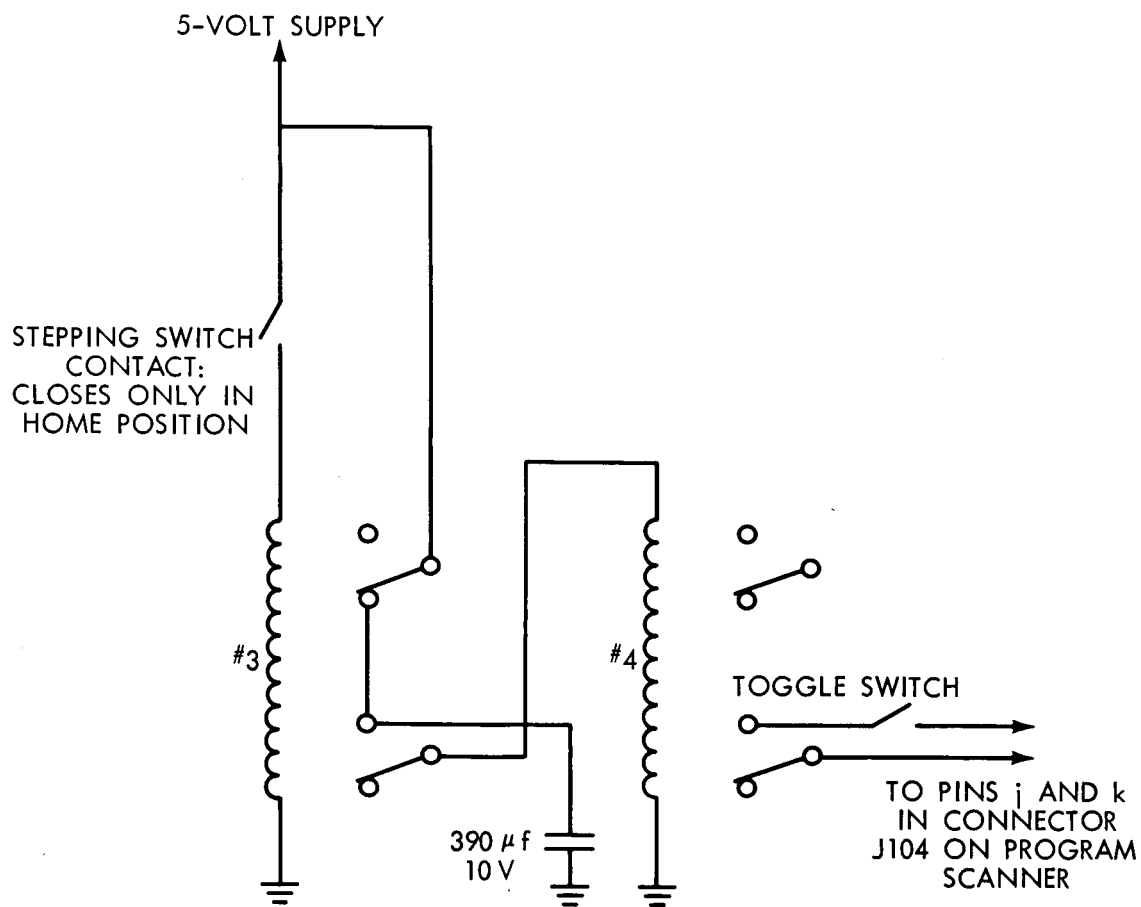 5-VOLT SUPPLY
STEPPING SWITCH
CONTACT:
CLOSES ONLY IN
HOME POSITION
#3
#4
TOGGLE SWITCH
390 μf
10 V
TO PINS j AND k
IN CONNECTOR
J104 ON PROGRAM
SCANNER